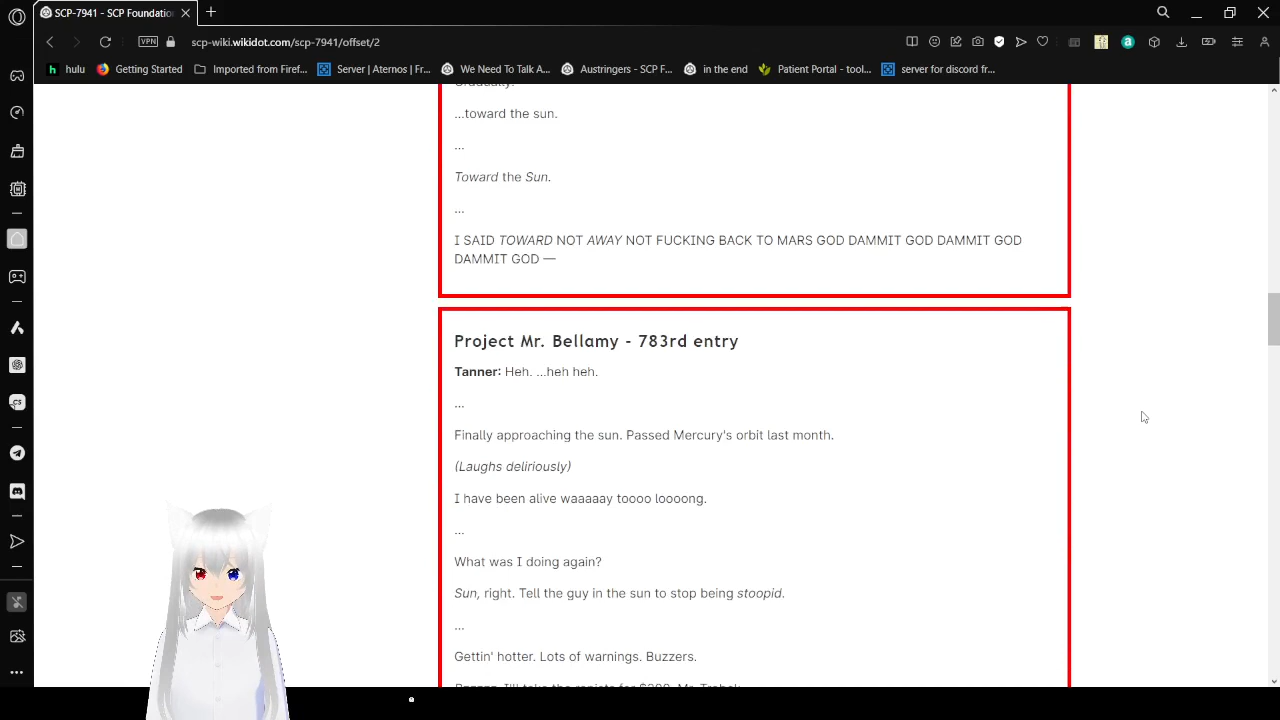 SCP-7941 - SCP Foundation
scp-wiki.wikidot.com/scp-7941/offset/2
VPN
hulu
Getting Started
Imported from Firef...
Server | Aternos | Fr...
We Need To Talk A...
Austringers - SCP F...
in the end
Patient Portal - tool...
server for discord fr...
Gradually.
...toward the sun.
...
Toward the Sun.
...
I SAID TOWARD NOT AWAY NOT FUCKING BACK TO MARS GOD DAMMIT GOD DAMMIT GOD
DAMMIT GOD —
Project Mr. Bellamy - 783rd entry
Tanner: Heh. ...heh heh.
...
Finally approaching the sun. Passed Mercury's orbit last month.
(Laughs deliriously)
I have been alive waaaaay toooo loooong.
...
What was I doing again?
Sun, right. Tell the guy in the sun to stop being stoopid.
...
Gettin' hotter. Lots of warnings. Buzzers.